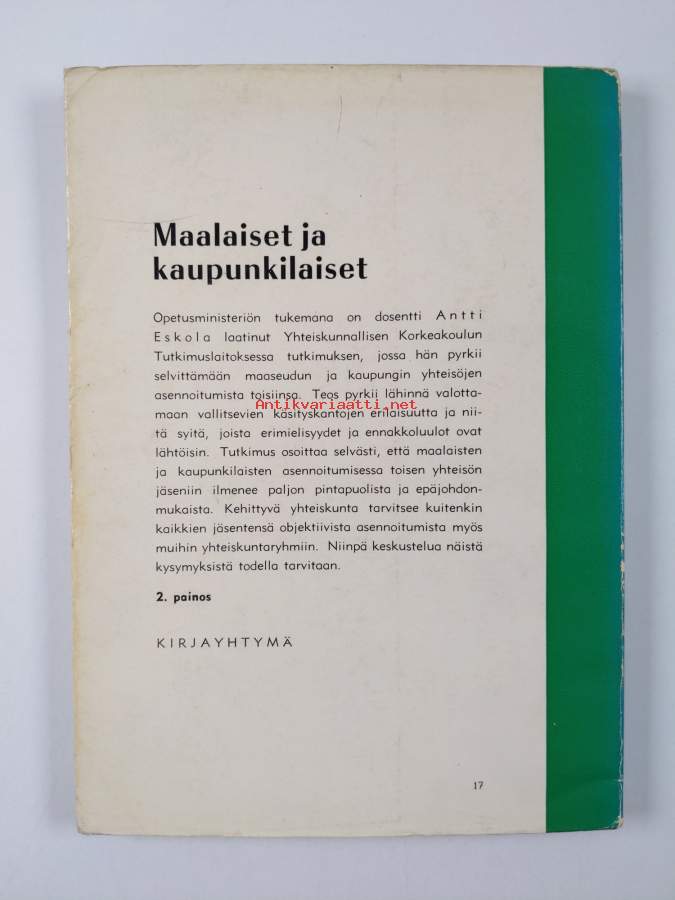 Maalaiset ja
kaupunkilaiset
Opetusministeriön tukemana on dosentti Antti
Eskola laatinut Yhteiskunnallisen Korkeakoulun
Tutkimuslaitoksessa tutkimuksen, jossa hän pyrkii
selvittämään maaseudun ja kaupungin yhteisöjen
asennoitumista toisiinsa. Teos pyrkii lähinnä valotta-
Antikvariaatti.net
maan vallitsevien käsityskantojen erilaisuutta ja nii-
tä syitä, joista erimielisyydet ja ennakkoluulot ovat
lähtöisin. Tutkimus osoittaa selvästi, että maalaisten
ja kaupunkilaisten asennoitumisessa toisen yhteisön
jäseniin ilmenee paljon pintapuolista ja epäjohdon-
mukaista. Kehittyvä yhteiskunta tarvitsee kuitenkin
kaikkien jäsentensä objektiivista asennoitumista myös
muihin yhteiskuntaryhmiin. Niinpä keskustelua näistä
kysymyksistä todella tarvitaan.
2. painos
KIRJAYHTYMÄ
17